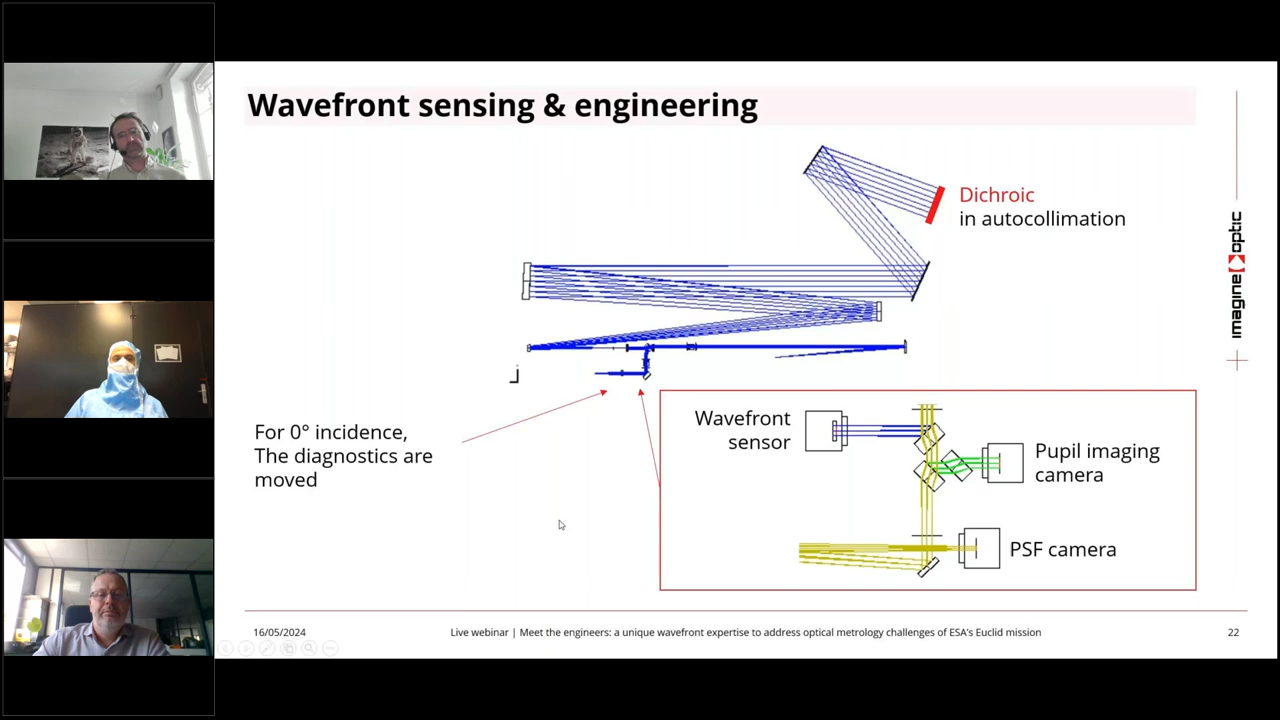 Wavefront sensing & engineering
Dichroic
in autocollimation
imagine optic
For 0° incidence,
The diagnostics are
moved
Wavefront
sensor
Pupil imaging
camera
PSF camera
16/05/2024
Live webinar | Meet the engineers: a unique wavefront expertise to address optical metrology challenges of ESA's Euclid mission
22